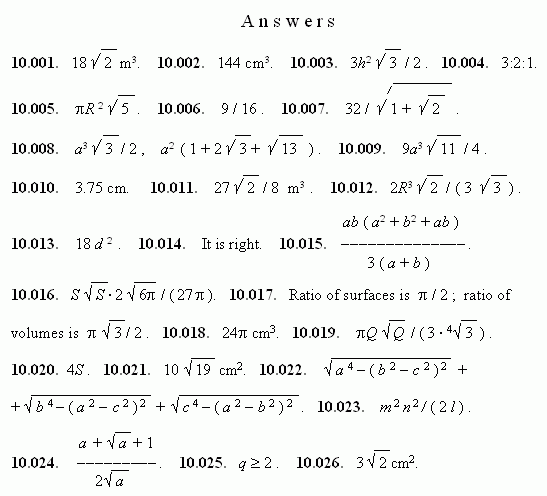 Answers
10.001. 18√2 m³. 10.002. 144 cm³. 10.003. 3h²√3 / 2. 10.004. 3:2:1.
10.005. πR²√5. 10.006. 9 / 16. 10.007. 32 / √(1 + √2).
10.008. a³√3 / 2, a² ( 1 + 2√3 + √13 ). 10.009. 9a³√11 / 4.
10.010. 3.75 cm. 10.011. 27√2 / 8 m³. 10.012. 2R³√2 / ( 3 √3 ).
10.013. 18 d². 10.014. It is right. 10.015. ab ( a² + b² + ab ) / 3 ( a + b ).
10.016. S√S · 2√(6π) / ( 27π ). 10.017. Ratio of surfaces is π / 2 ; ratio of
volumes is π √3 / 2. 10.018. 24π cm³. 10.019. πQ √Q / ( 3 · ⁴√3 ).
10.020. 4S. 10.021. 10 √19 cm². 10.022. √(a⁴ – ( b² – c² )²) +
+ √(b⁴ – ( a² – c² )²) + √(c⁴ – ( a² – b² )²). 10.023. m² n² / ( 2 l ).
10.024. a + √a + 1 / 2√a. 10.025. q ≥ 2. 10.026. 3√2 cm².